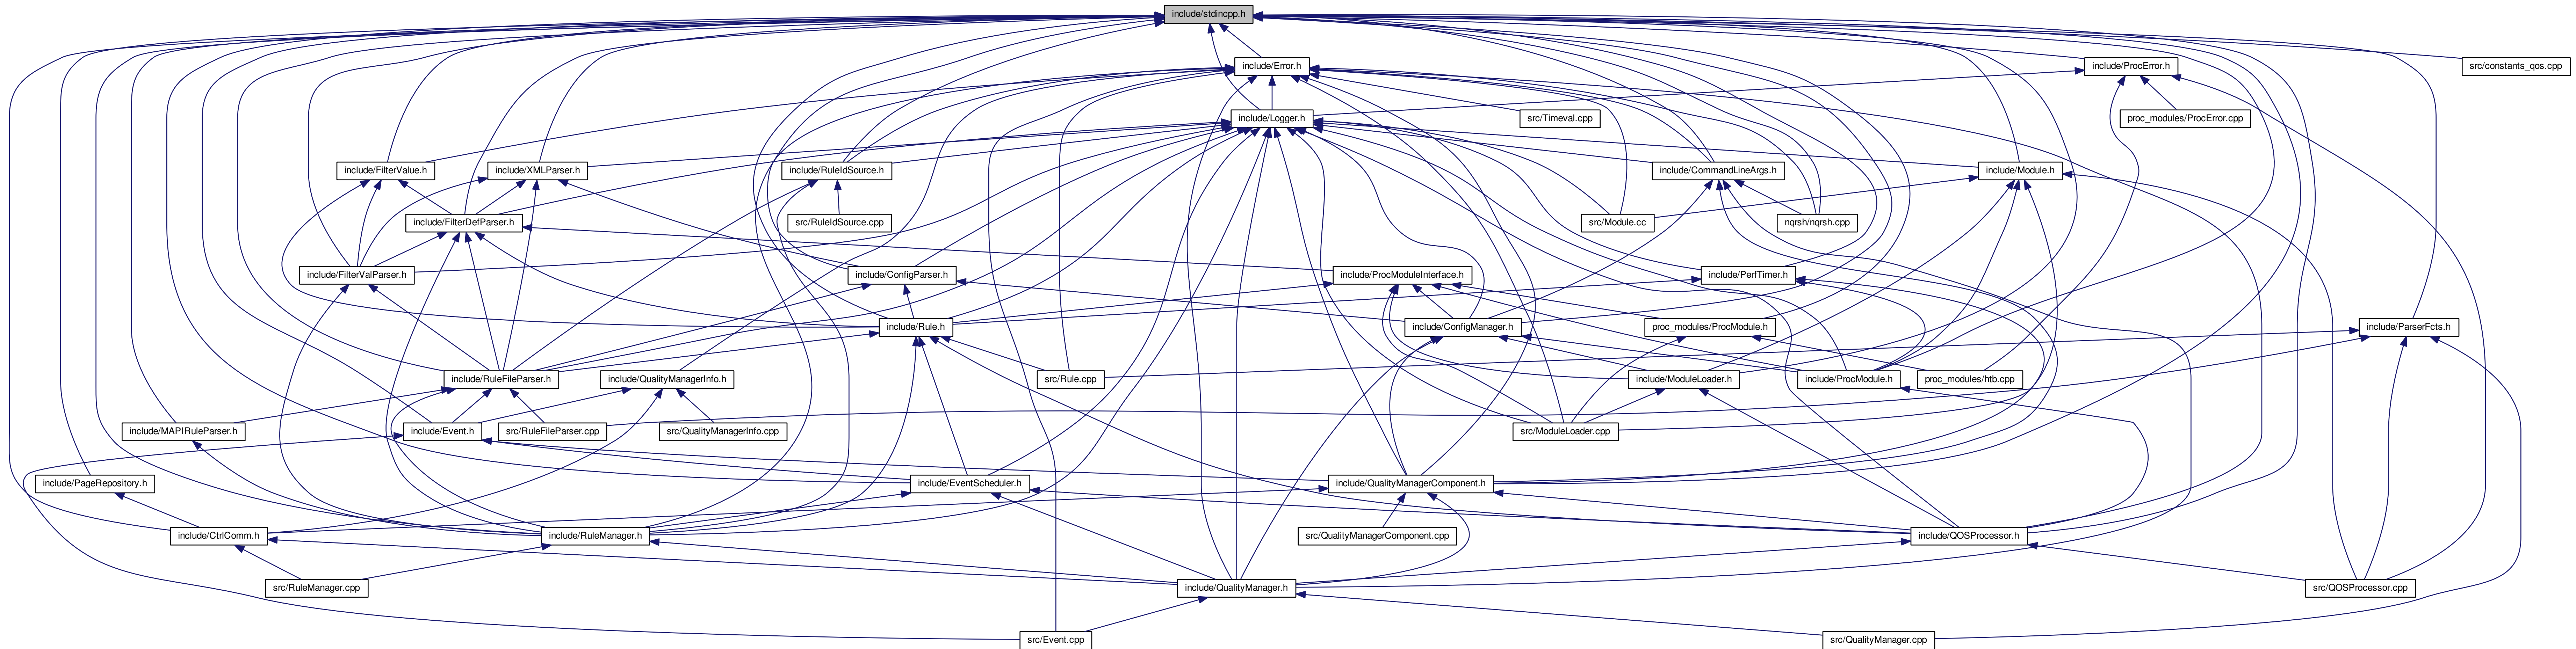 include/stdincpp.h
include/Error.h
include/ProcError.h
src/constants_qos.cpp
include/Logger.h
src/Timeval.cpp
proc_modules/ProcError.cpp
include/FilterValue.h
include/XMLParser.h
include/RuleIdSource.h
include/CommandLineArgs.h
include/Module.h
include/FilterDefParser.h
src/RuleIdSource.cpp
src/Module.cc
nqrsh/nqrsh.cpp
include/FilterValParser.h
include/ConfigParser.h
include/ProcModuleInterface.h
include/PerfTimer.h
include/Rule.h
include/ConfigManager.h
proc_modules/ProcModule.h
include/ParserFcts.h
include/RuleFileParser.h
include/QualityManagerInfo.h
src/Rule.cpp
include/ModuleLoader.h
include/ProcModule.h
proc_modules/htb.cpp
include/MAPIRuleParser.h
include/Event.h
src/RuleFileParser.cpp
src/QualityManagerInfo.cpp
src/ModuleLoader.cpp
include/PageRepository.h
include/EventScheduler.h
include/QualityManagerComponent.h
include/CtrlComm.h
include/RuleManager.h
src/QualityManagerComponent.cpp
include/QOSProcessor.h
src/RuleManager.cpp
include/QualityManager.h
src/QOSProcessor.cpp
src/Event.cpp
src/QualityManager.cpp